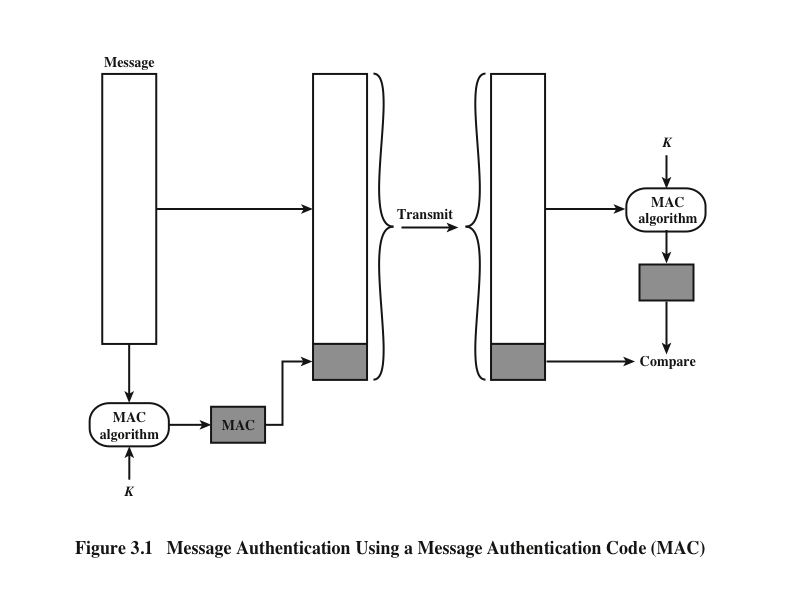 Message
K
Transmit
MAC
algorithm
Compare
MAC
algorithm
MAC
K
Figure 3.1 Message Authentication Using a Message Authentication Code (MAC)